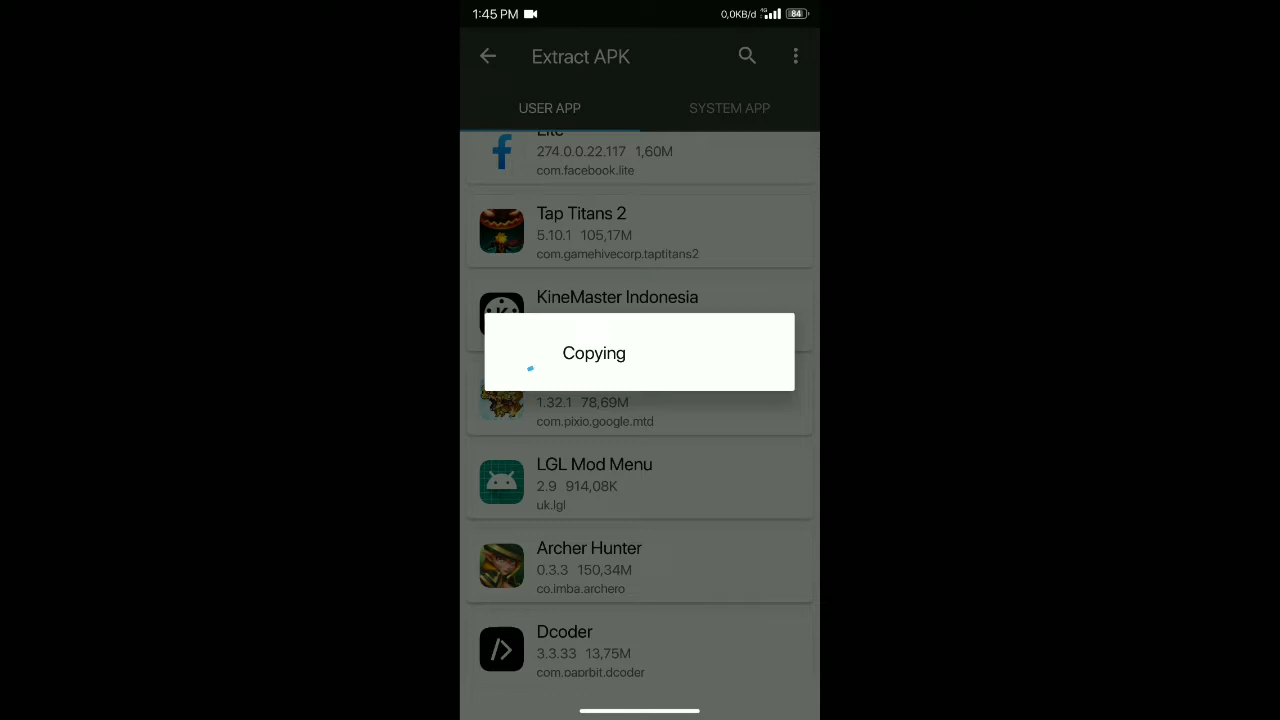 1:45 PM
0,0KB/d 4G 84
Extract APK
USER APP
SYSTEM APP
Lite
274.0.0.22.117 1,60M
com.facebook.lite
Tap Titans 2
5.10.1 105,17M
com.gamehivecorp.taptitans2
KineMaster Indonesia
Copying
1.32.1 78,69M
com.pixio.google.mtd
LGL Mod Menu
2.9 914,08K
uk.lgl
Archer Hunter
0.3.3 150,34M
co.imba.archero
Dcoder
3.3.33 13,75M
com.paprbit.dcoder